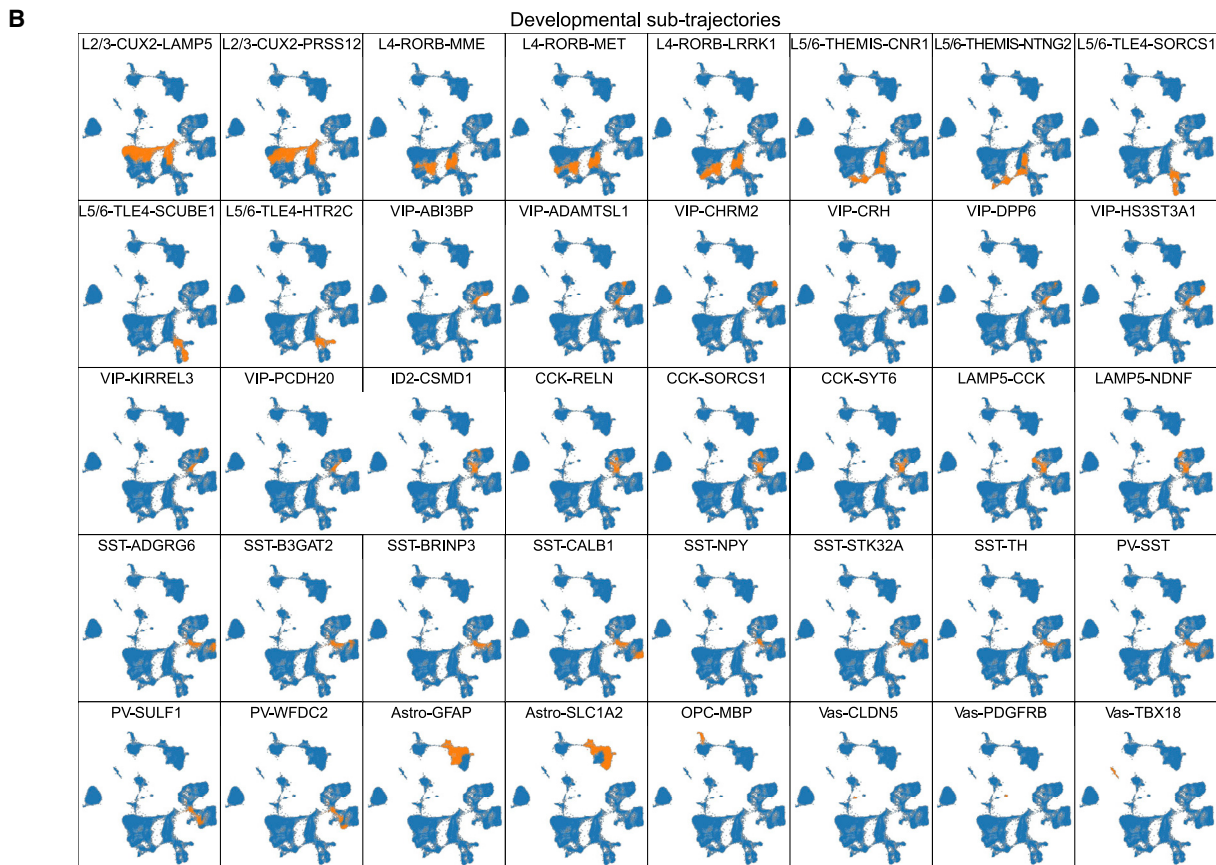 B
Developmental sub-trajectories
L2/3-CUX2-LAMP5 L2/3-CUX2-PRSS12 L4-RORB-MME L4-RORB-MET L4-RORB-LRRK1 L5/6-THEMIS-CNR1 L5/6-THEMIS-NTNG2 L5/6-TLE4-SORCS1
L5/6-TLE4-SCUBE1 L5/6-TLE4-HTR2C VIP-ABI3BP VIP-ADAMTSL1 VIP-CHRM2 VIP-CRH VIP-DPP6 VIP-HS3ST3A1
VIP-KIRREL3 VIP-PCDH20 ID2-CSMD1 CCK-RELN CCK-SORCS1 CCK-SYT6 LAMP5-CCK LAMP5-NDNF
SST-ADGRG6 SST-B3GAT2 SST-BRINP3 SST-CALB1 SST-NPY SST-STK32A SST-TH PV-SST
PV-SULF1 PV-WFDC2 Astro-GFAP Astro-SLC1A2 OPC-MBP Vas-CLDN5 Vas-PDGFRB Vas-TBX18